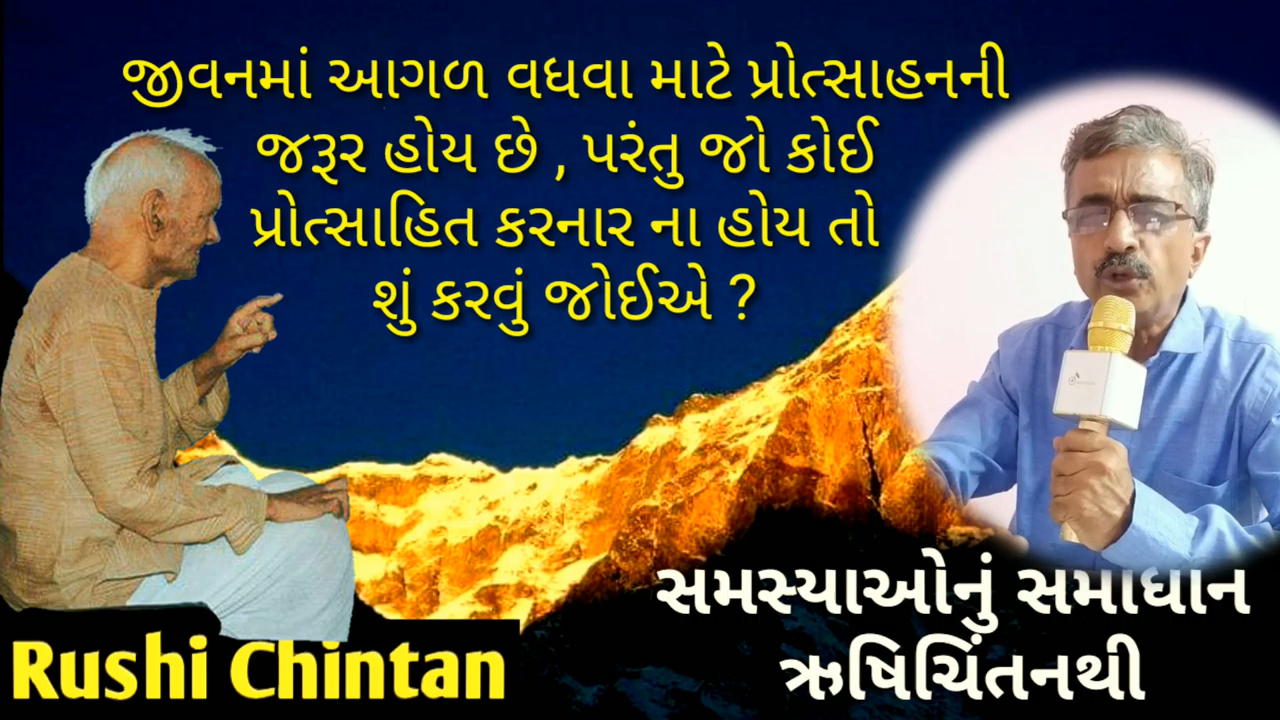 જીવનમાં આગળ વધવા માટે પ્રોત્સાહનની
જરૂર હોય છે , પરંતુ જો કોઈ
પ્રોત્સાહિત કરનાર ના હોય તો
શું કરવું જોઈએ ?
સમસ્યાઓનું સમાધાન
ઋષિચિંતનથી
Rushi Chintan